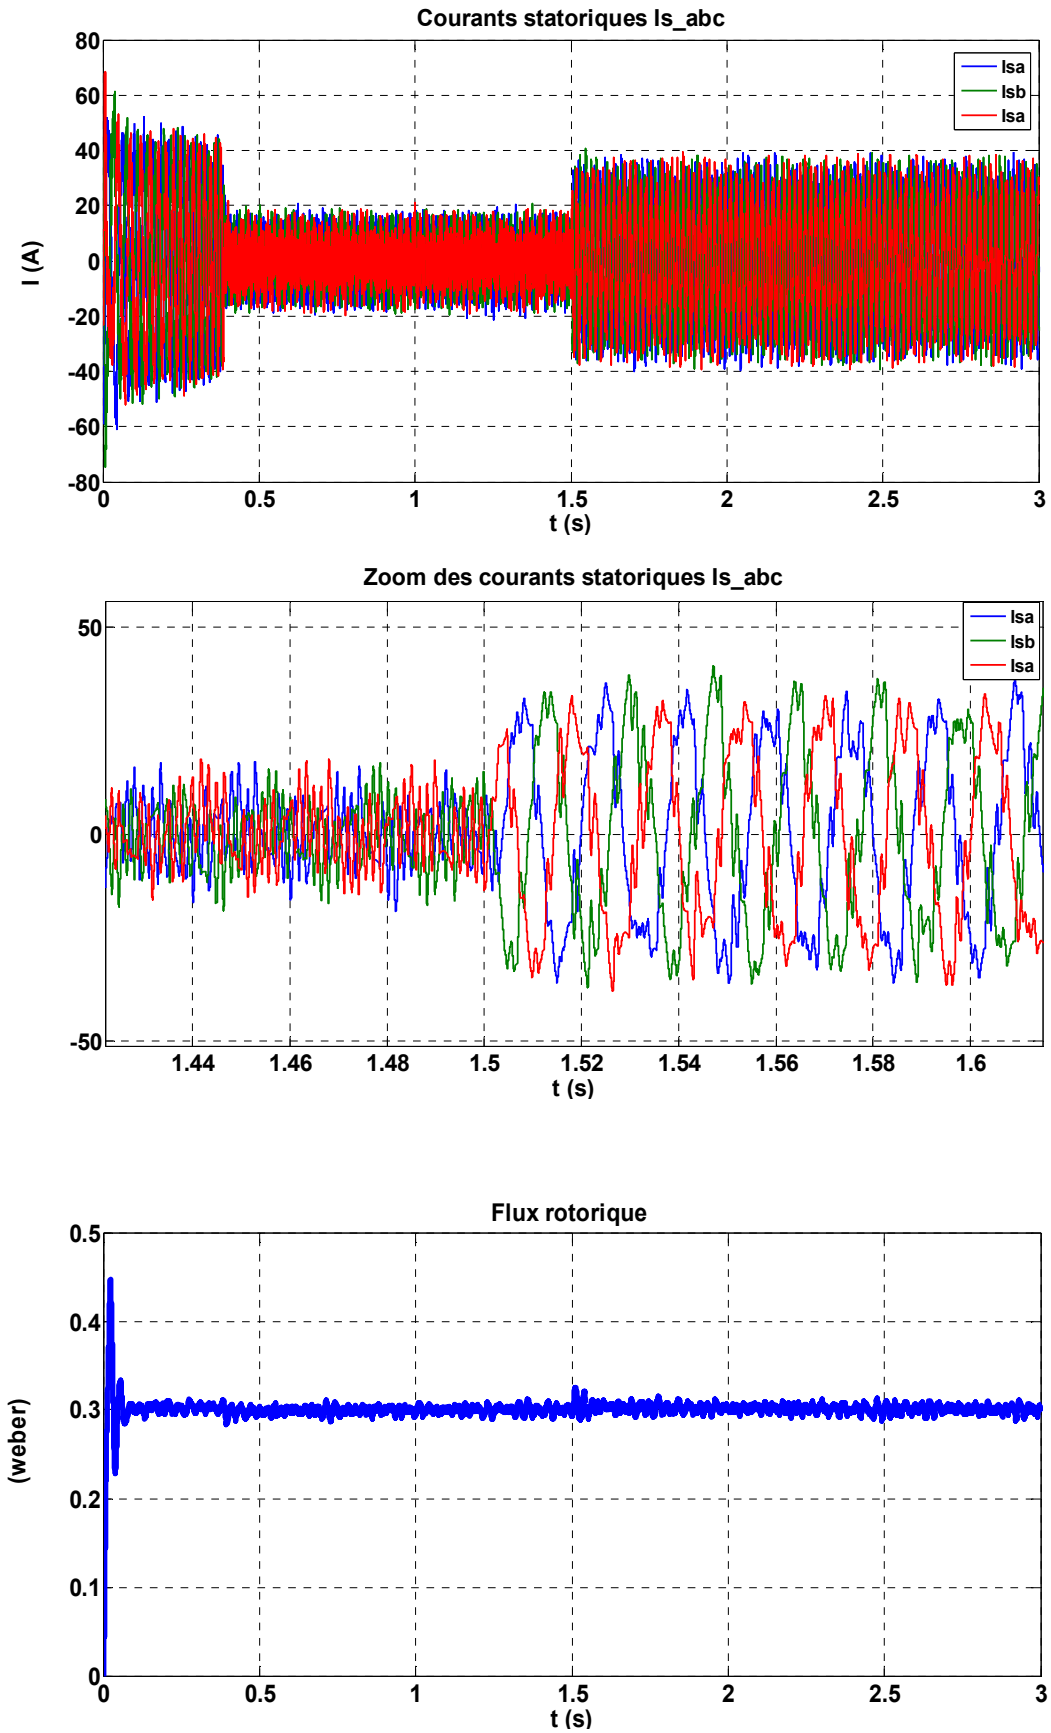 Courants statoriques Is_abc
80
60
40
20
0
-20
-40
-60
-80
I (A)
Isa
Isb
Isa
0 0.5 1 1.5 2 2.5 3
t (s)
Zoom des courants statoriques Is_abc
50
0
-50
Isa
Isb
Isa
1.44 1.46 1.48 1.5 1.52 1.54 1.56 1.58 1.6
t (s)
Flux rotorique
0.5
0.4
0.3
0.2
0.1
0
(weber)
0 0.5 1 1.5 2 2.5 3
t (s)